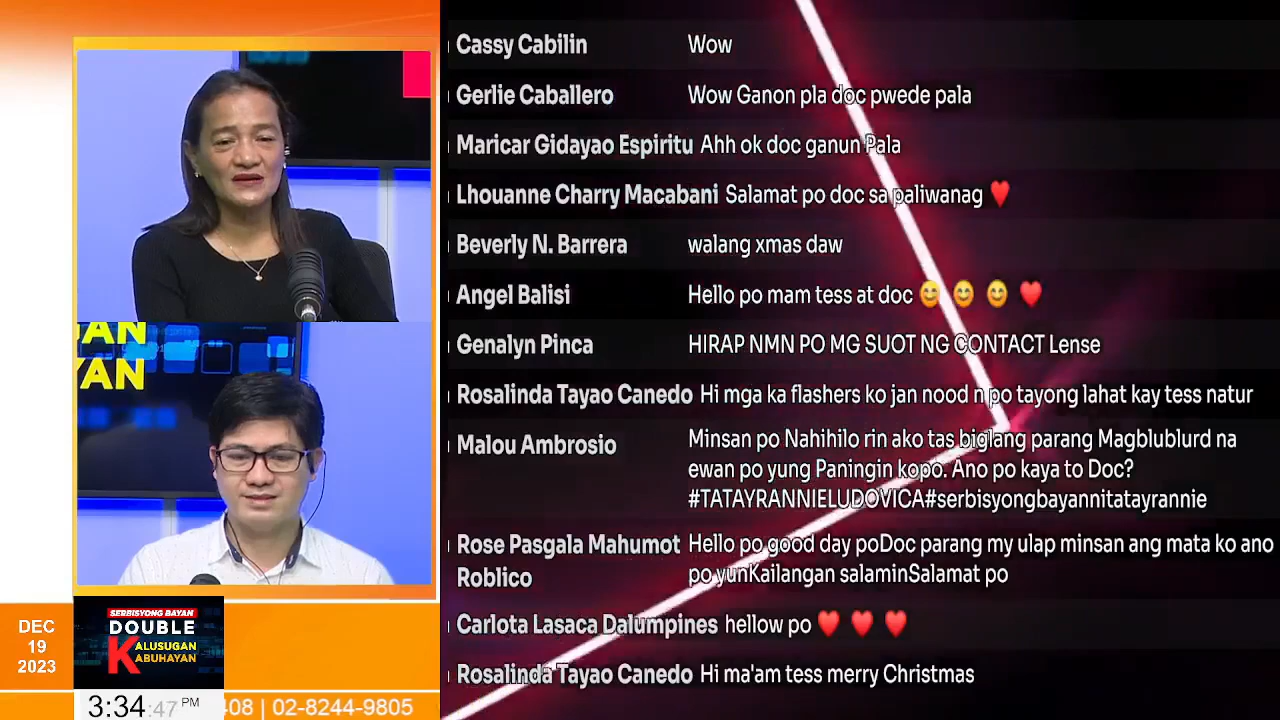 GAN
YAN
DEC
19
2023
SERBISYONG BAYAN
DOUBLE
KALUSUGAN
KABUHAYAN
3:34:47 PM
408 | 02-8244-9805
Cassy Cabilin Wow
Gerlie Caballero Wow Ganon pla doc pwede pala
Maricar Gidayao Espiritu Ahh ok doc ganun Pala
Lhouanne Charry Macabani Salamat po doc sa paliwanag ❤️
Beverly N. Barrera walang xmas daw
Angel Balisi Hello po mam tess at doc 😊 😊 😊 ❤️
Genalyn Pinca HIRAP NMN PO MG SUOT NG CONTACT Lense
Rosalinda Tayao Canedo Hi mga ka flashers ko jan nood n po tayong lahat kay tess natur
Malou Ambrosio Minsan po Nahihilo rin ako tas biglang parang Magblublurd na
ewan po yung Paningin kopo. Ano po kaya to Doc?
#TATAYRANNIELUDOVICA#serbisyongbayannitatayrannie
Rose Pasgala Mahumot Hello po good day poDoc parang my ulap minsan ang mata ko ano
Roblico po yunKailangan salaminSalamat po
Carlota Lasaca Dalumpines hellow po ❤️ ❤️ ❤️
Rosalinda Tayao Canedo Hi ma'am tess merry Christmas